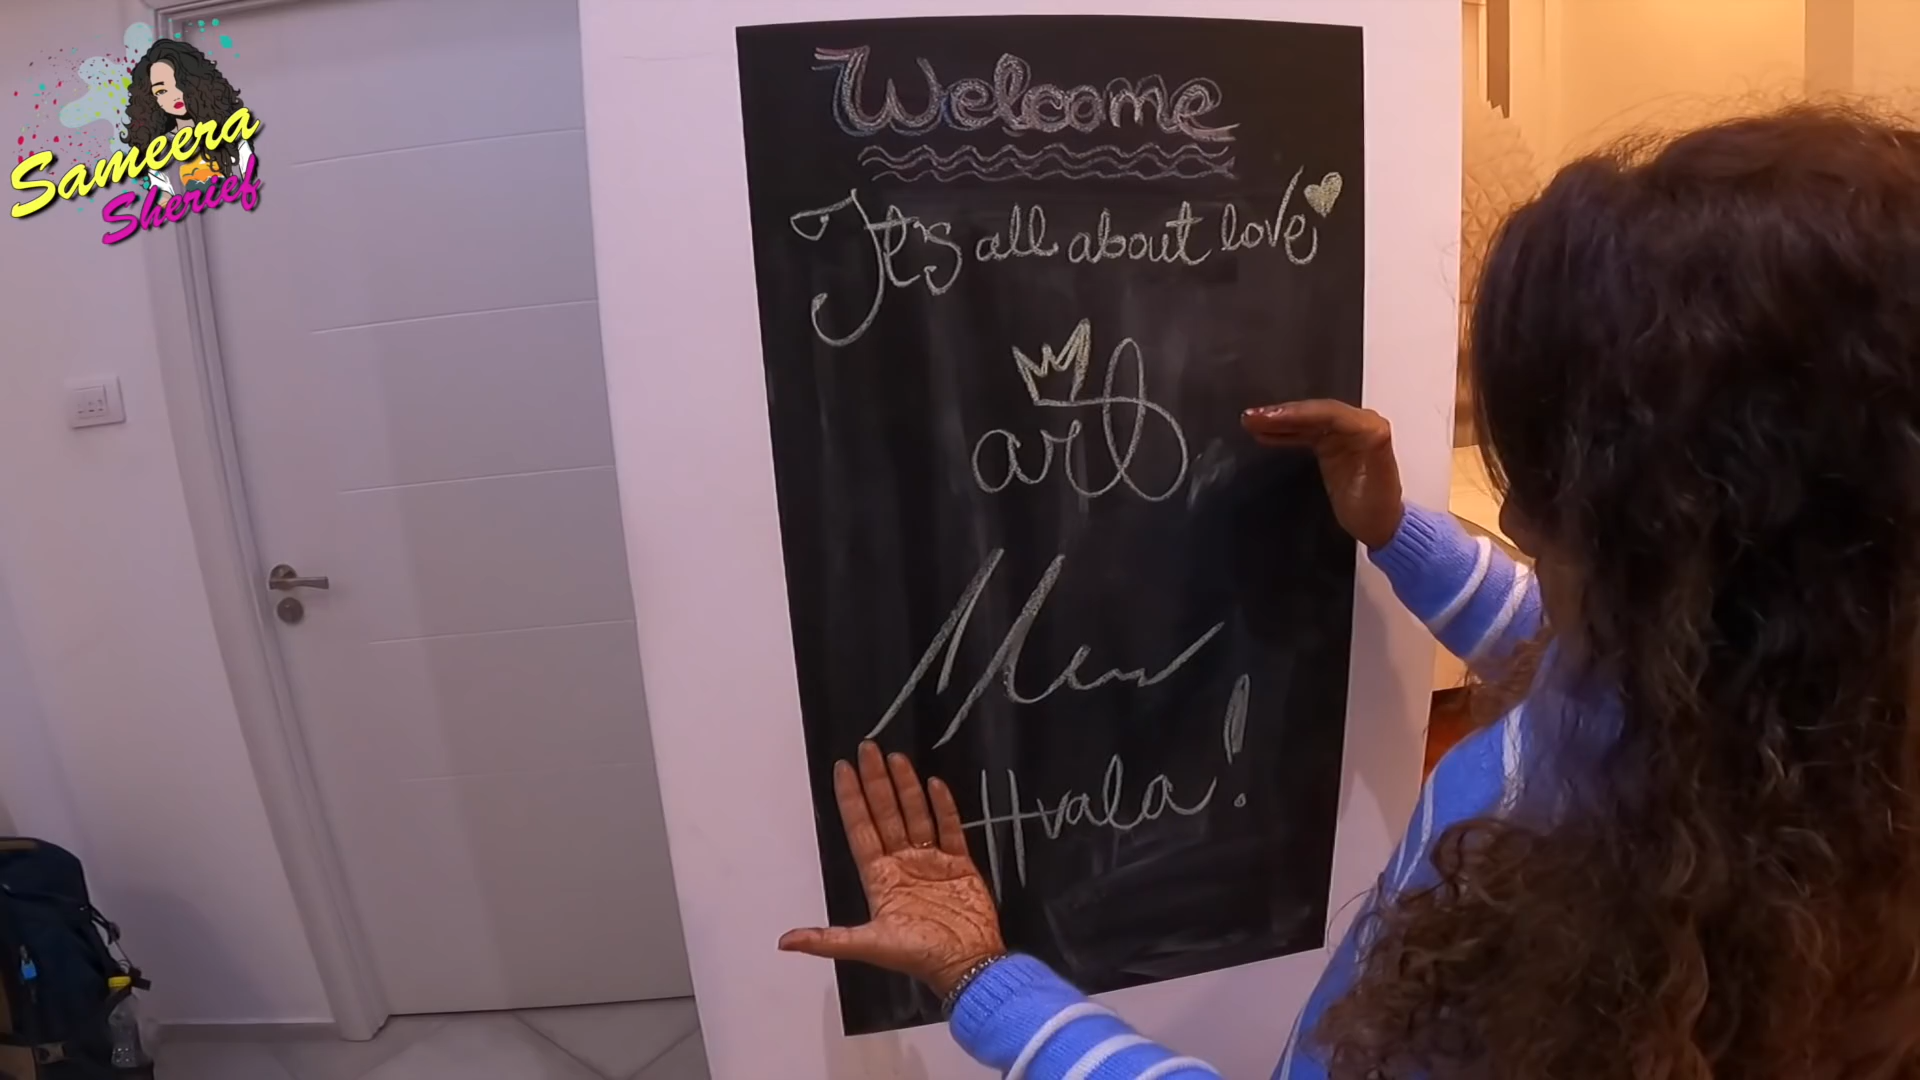 Sameera
Sherief
Welcome
It's all about love
art
Hvala!